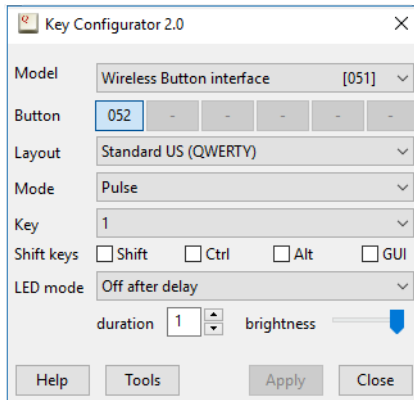 Key Configurator 2.0
Model Wireless Button interface [051]
Button 052 - - - - -
Layout Standard US (QWERTY)
Mode Pulse
Key 1
Shift keys Shift Ctrl Alt GUI
LED mode Off after delay
duration 1 brightness
Help Tools Apply Close